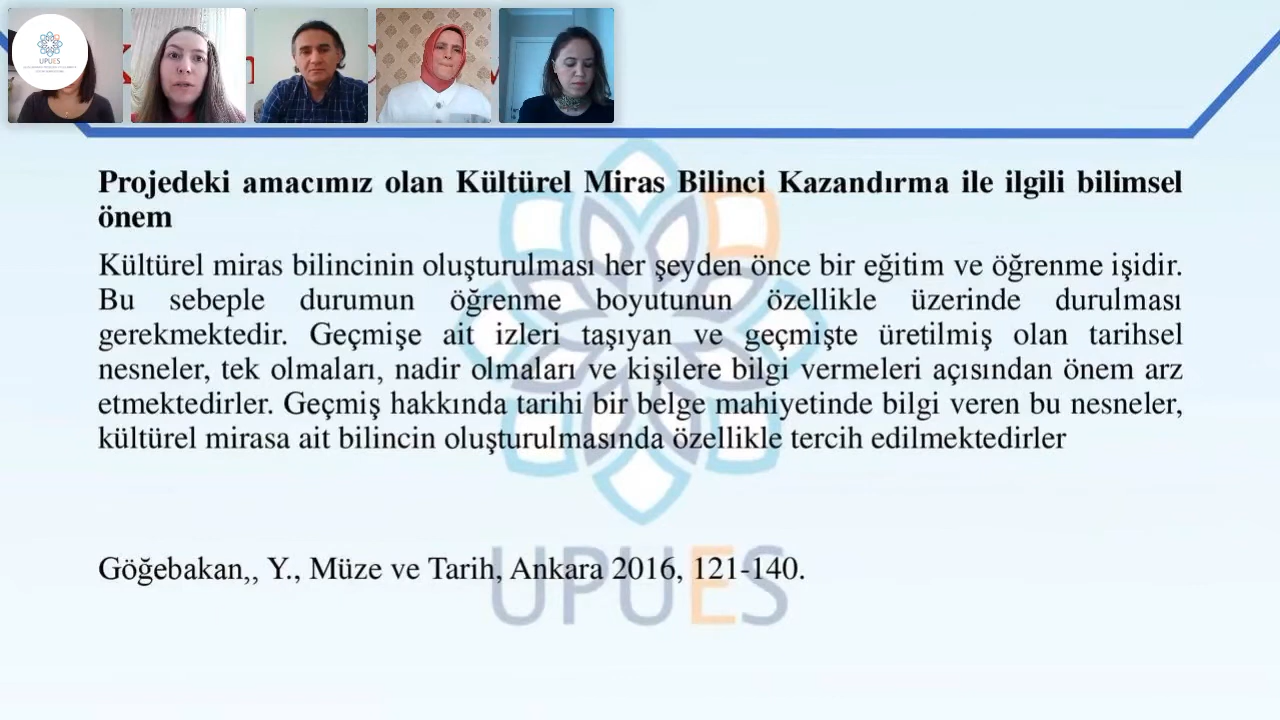 UPUES
Projedeki amacımız olan Kültürel Miras Bilinci Kazandırma ile ilgili bilimsel
önem
Kültürel miras bilincinin oluşturulması her şeyden önce bir eğitim ve öğrenme işidir.
Bu sebeple durumun öğrenme boyutunun özellikle üzerinde durulması
gerekmektedir. Geçmişe ait izleri taşıyan ve geçmişte üretilmiş olan tarihsel
nesneler, tek olmaları, nadir olmaları ve kişilere bilgi vermeleri açısından önem arz
etmektedirler. Geçmiş hakkında tarihi bir belge mahiyetinde bilgi veren bu nesneler,
kültürel mirasa ait bilincin oluşturulmasında özellikle tercih edilmektedirler
Göğebakan,, Y., Müze ve Tarih, Ankara 2016, 121-140.
UPUES